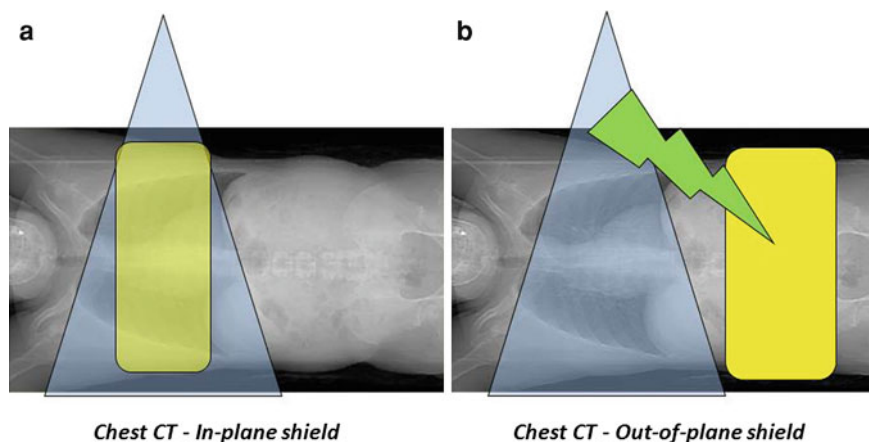 a
b
Chest CT - In-plane shield
Chest CT - Out-of-plane shield